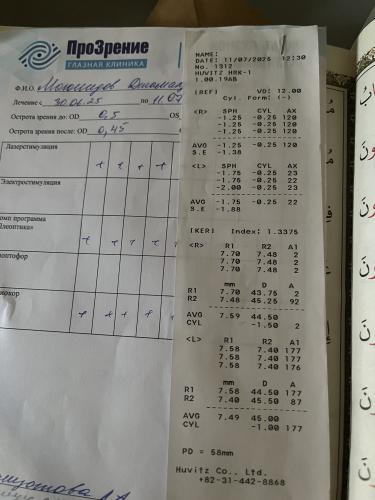 ПроЗрение
ГЛАЗНАЯ КЛИНИКА
Ф.И.О.
Лечение с 30.06.25 по 11.07
Острота зрения до: OD 0,5 OS
Острота зрения после: OD 0,45
Лазерстимуляция
+ + + +
Электростимуляция
программа
+ + + +
+ + + +
NAME:
DATE: 11/07/2025 12:30
No. 1312
HUVITZ HRK-1
1.00.19AB
[REF] VD: 12.00
Cyl. Form: (-)
<R> SPH CYL AX
-1.25 -0.25 120
-1.25 -0.25 120
-1.25 -0.25 120
AVG -1.25 -0.25 120
S.E -1.38
<L> SPH CYL AX
-1.75 -0.25 23
-1.75 -0.25 22
-2.00 -0.25 23
AVG -1.75 -0.25 22
S.E -1.88
[KER] Index: 1.3375
<R> R1 R2 A1
7.70 7.48 2
7.70 7.48 2
7.70 7.48 2
mm D A
R1 7.70 43.75 2
R2 7.48 45.25 92
AVG 7.59 44.50
CYL -1.50 2
<L> R1 R2 A1
7.58 7.40 177
7.58 7.40 177
7.58 7.40 176
mm D A
R1 7.58 44.50 177
R2 7.40 45.50 87
AVG 7.49 45.00
CYL -1.00 177
PD = 58mm
Huvitz Co., Ltd.
+82-31-442-8868